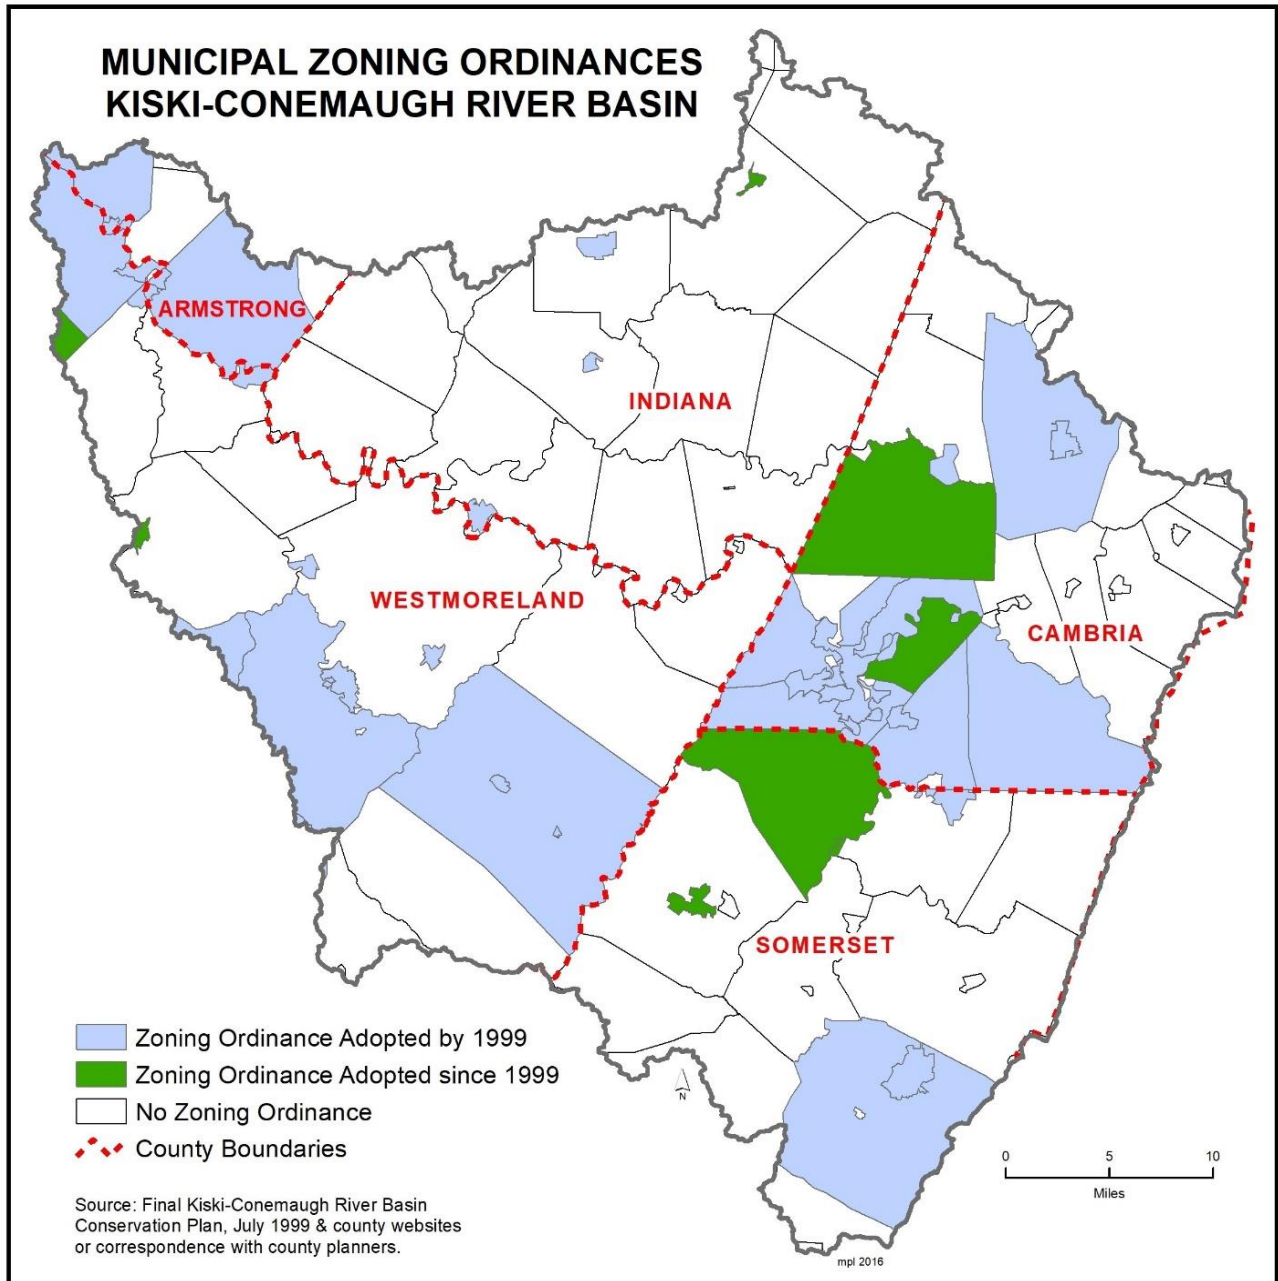 MUNICIPAL ZONING ORDINANCES
KISKI-CONEMAUGH RIVER BASIN
ARMSTRONG
INDIANA
WESTMORELAND
CAMBRIA
SOMERSET
Zoning Ordinance Adopted by 1999
Zoning Ordinance Adopted since 1999
No Zoning Ordinance
County Boundaries
N
0 5 10
Miles
Source: Final Kiski-Conemaugh River Basin
Conservation Plan, July 1999 & county websites
or correspondence with county planners.
mpl 2016